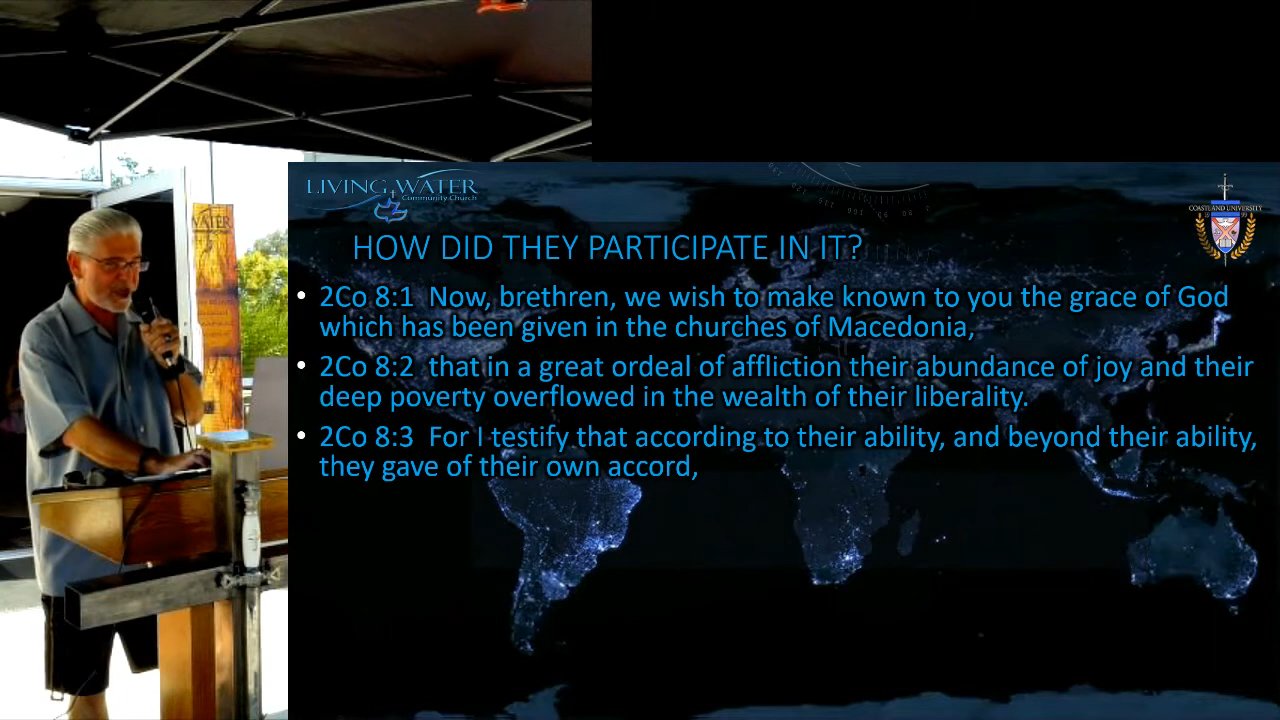 LIVING WATER
Community Church
COASTLAND UNIVERSITY
WATER
HOW DID THEY PARTICIPATE IN IT?
• 2Co 8:1 Now, brethren, we wish to make known to you the grace of God
which has been given in the churches of Macedonia,
• 2Co 8:2 that in a great ordeal of affliction their abundance of joy and their
deep poverty overflowed in the wealth of their liberality.
• 2Co 8:3 For I testify that according to their ability, and beyond their ability,
they gave of their own accord,